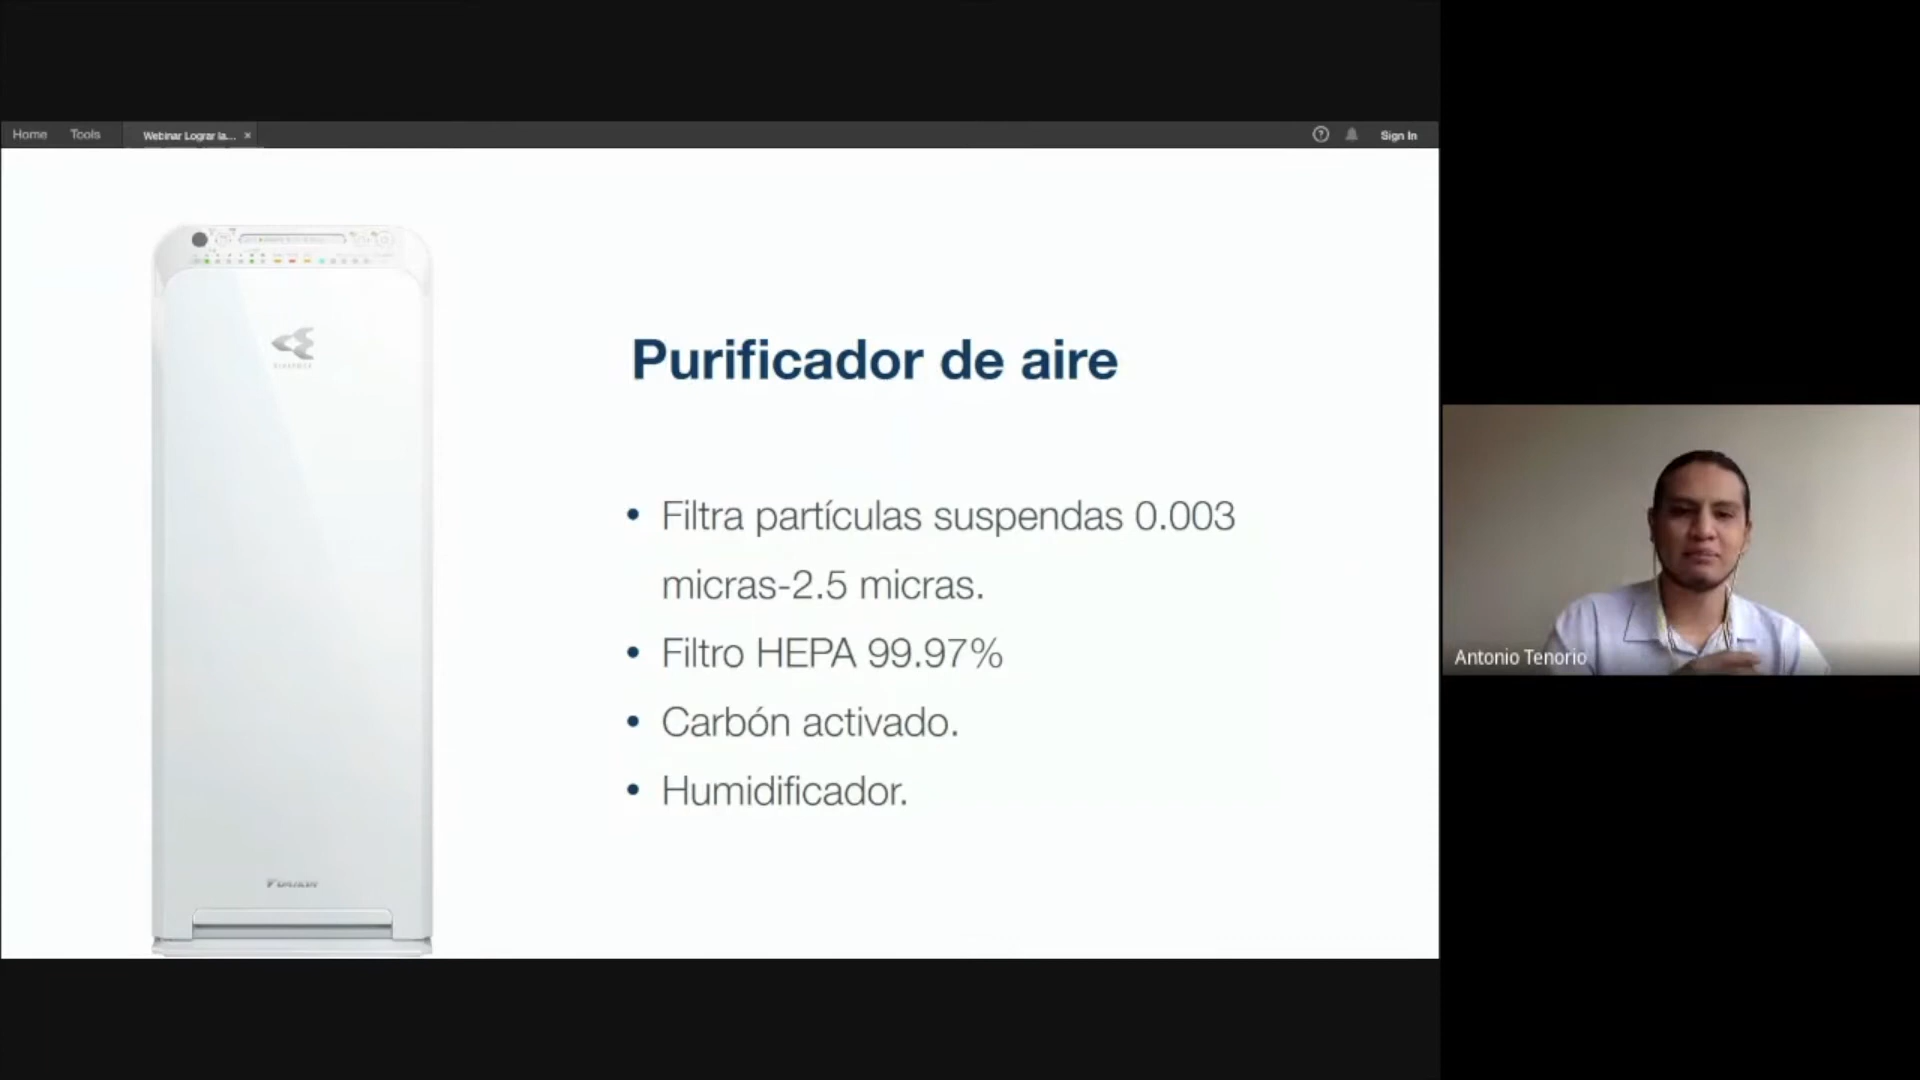 Home Tools Webinar Lograr la... × ? Sign In
Purificador de aire
• Filtra partículas suspendas 0.003
micras-2.5 micras.
• Filtro HEPA 99.97%
• Carbón activado.
• Humidificador.
DAIKIN
Antonio Tenorio